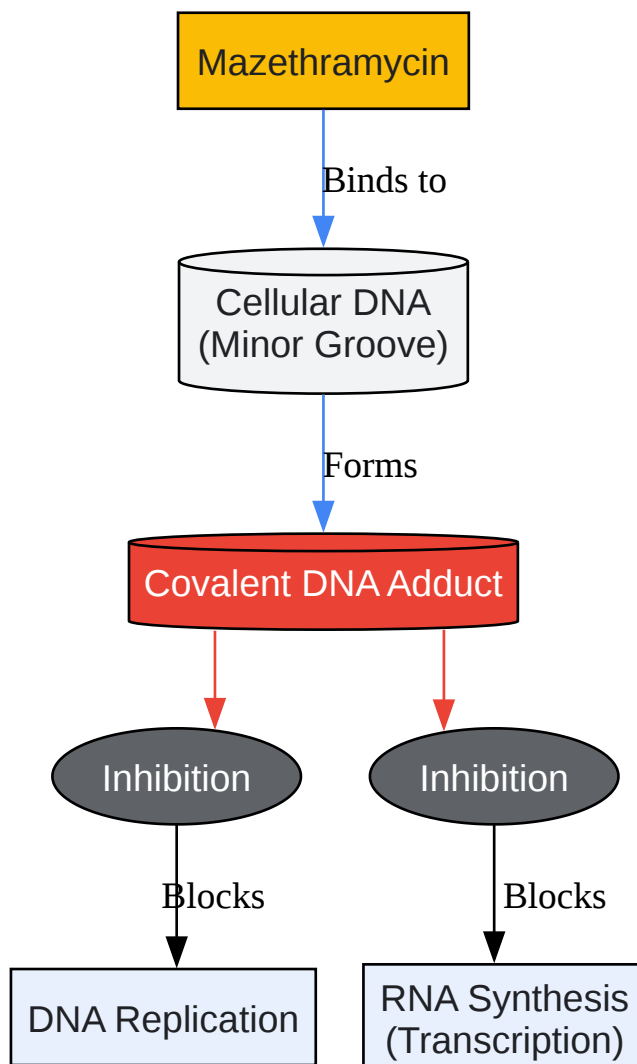 Mazethramycin
Binds to
Cellular DNA
(Minor Groove)
Forms
Covalent DNA Adduct
Inhibition
Inhibition
Blocks
Blocks
DNA Replication
RNA Synthesis
(Transcription)